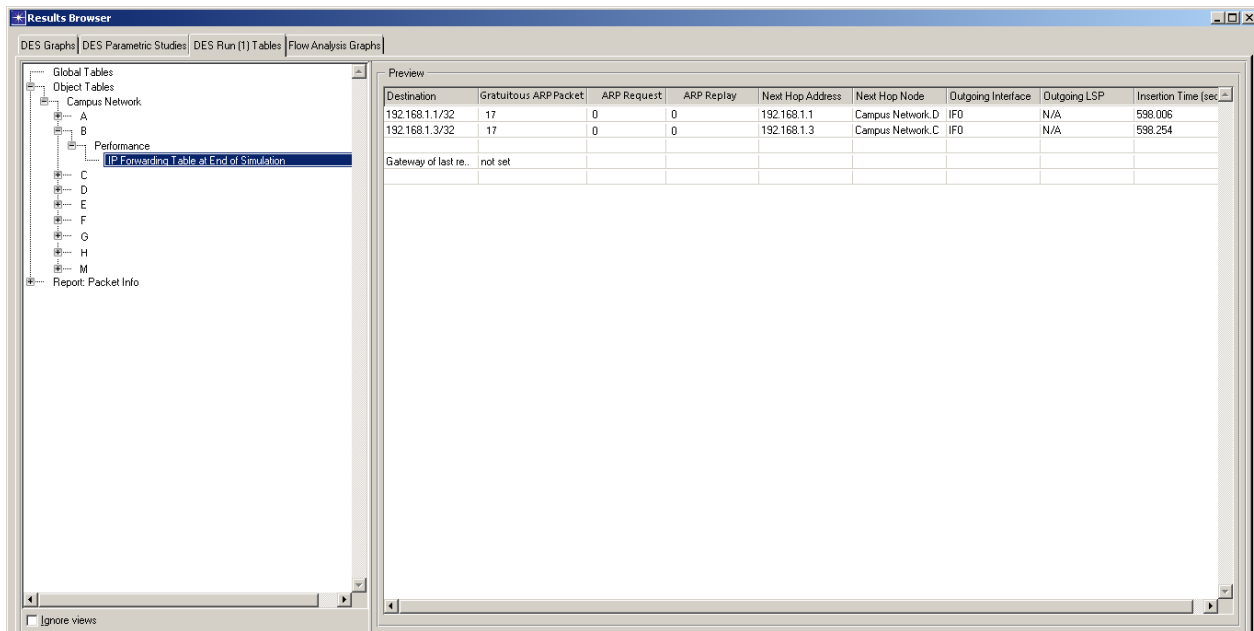 Results Browser
DES Graphs DES Parametric Studies DES Run (1) Tables Flow Analysis Graphs
Global Tables
Object Tables
Campus Network
A
B
Performance
IP Forwarding Table at End of Simulation
C
D
E
F
G
H
M
Report: Packet Info
Ignore views
Preview
Destination Gratuitous ARP Packet ARP Request ARP Replay Next Hop Address Next Hop Node Outgoing Interface Outgoing LSP Insertion Time (sec
192.168.1.1/32 17 0 0 192.168.1.1 Campus Network.D IF0 N/A 598.006
192.168.1.3/32 17 0 0 192.168.1.3 Campus Network.C IF0 N/A 598.254
Gateway of last re.. not set